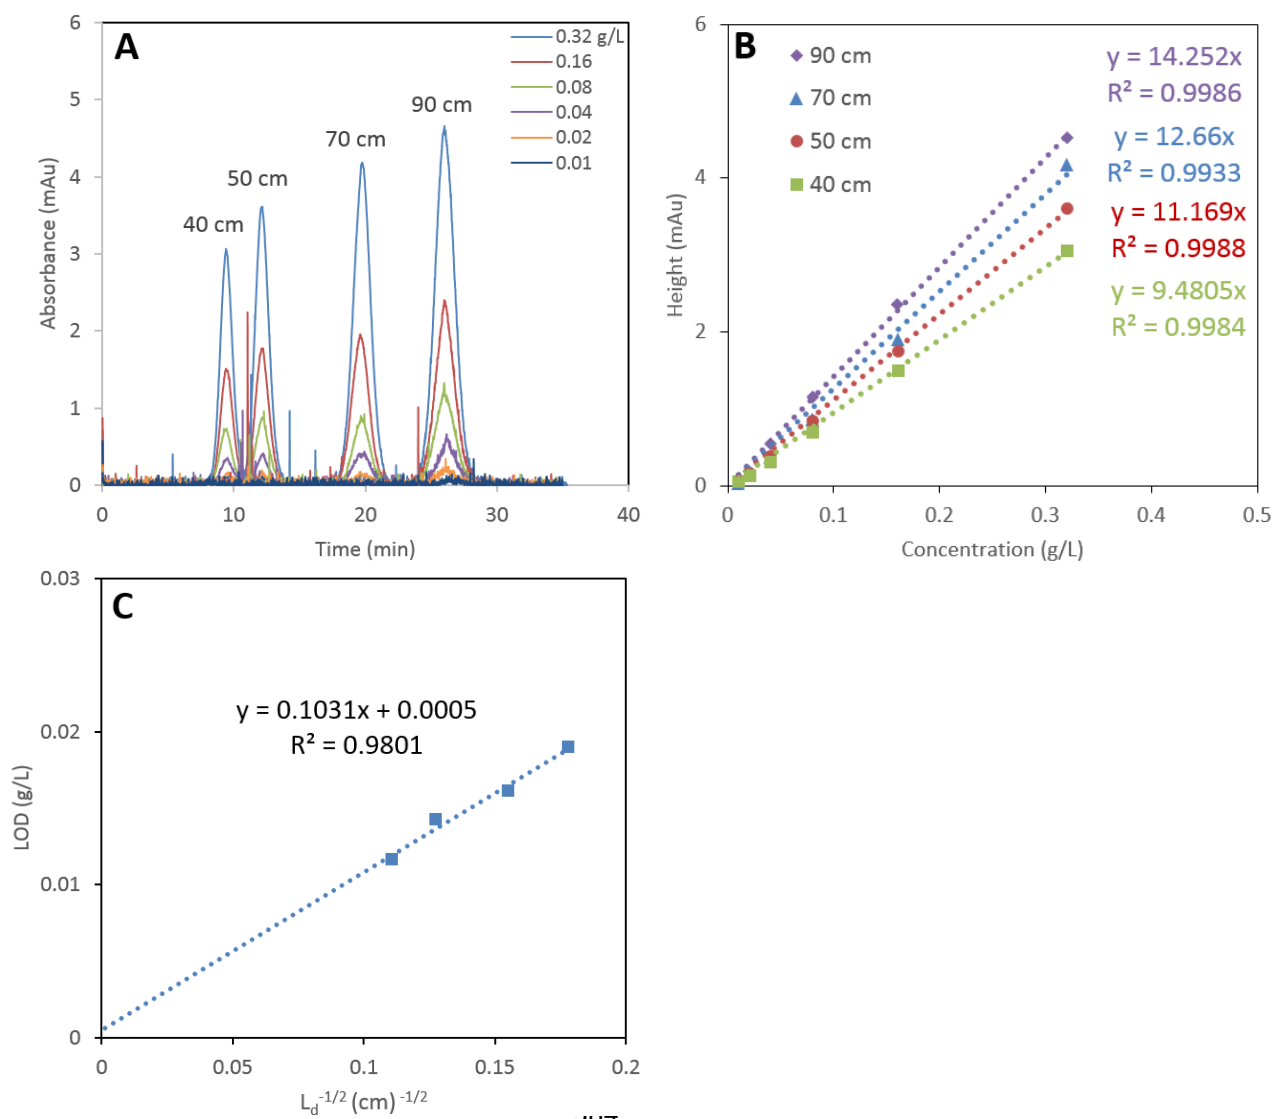 A
6
5
4
3
2
1
0
0
10
20
30
40
Absorbance (mAu)
Time (min)
40 cm
50 cm
70 cm
90 cm
0.32 g/L
0.16
0.08
0.04
0.02
0.01
B
6
4
2
0
0
0.1
0.2
0.3
0.4
0.5
Height (mAu)
Concentration (g/L)
90 cm
70 cm
50 cm
40 cm
y = 14.252x
R² = 0.9986
y = 12.66x
R² = 0.9933
y = 11.169x
R² = 0.9988
y = 9.4805x
R² = 0.9984
C
0.03
0.02
0.01
0
0
0.05
0.1
0.15
0.2
LOD (g/L)
y = 0.1031x + 0.0005
R² = 0.9801
L_d^-1/2 (cm)^-1/2